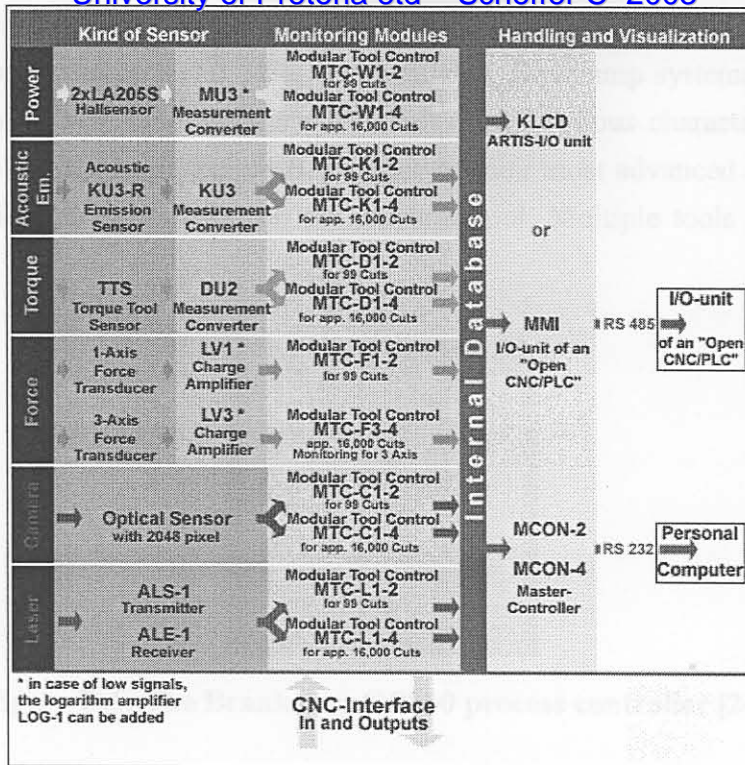 University of Pretoria etd – Scheffer C 2003
Kind of Sensor
Monitoring Modules
Handling and Visualization
Power
2xLA205S
Hallsensor
MU3 *
Measurement
Converter
Modular Tool Control
MTC-W1-2
for 99 cuts
Modular Tool Control
MTC-W1-4
for app. 16,000 Cuts
Acoustic
Em.
Acoustic
KU3-R
Emission
Sensor
KU3
Measurement
Converter
Modular Tool Control
MTC-K1-2
for 99 Cuts
Modular Tool Control
MTC-K1-4
for app. 16,000 Cuts
Torque
TTS
Torque Tool
Sensor
DU2
Measurement
Converter
Modular Tool Control
MTC-D1-2
for 99 Cuts
Modular Tool Control
MTC-D1-4
for app. 16,000 Cuts
Force
1-Axis
Force
Transducer
LV1 *
Charge
Amplifier
Modular Tool Control
MTC-F1-2
for 99 Cuts
3-Axis
Force
Transducer
LV3 *
Charge
Amplifier
Modular Tool Control
MTC-F3-4
app. 16,000 Cuts
Monitoring for 3 Axis
Camera
Optical Sensor
with 2048 pixel
Modular Tool Control
MTC-C1-2
for 99 Cuts
Modular Tool Control
MTC-C1-4
for app. 16,000 Cuts
Laser
ALS-1
Transmitter
ALE-1
Receiver
Modular Tool Control
MTC-L1-2
for 99 Cuts
Modular Tool Control
MTC-L1-4
for app. 16,000 Cuts
Internal Database
KLCD
ARTIS-I/O unit
or
MMI
I/O-unit of an
"Open
CNC/PLC"
RS 485
I/O-unit
of an "Open
CNC/PLC"
MCON-2
MCON-4
Master-
Controller
RS 232
Personal
Computer
* in case of low signals,
the logarithm amplifier
LOG-1 can be added
CNC-Interface
In and Outputs
process controller